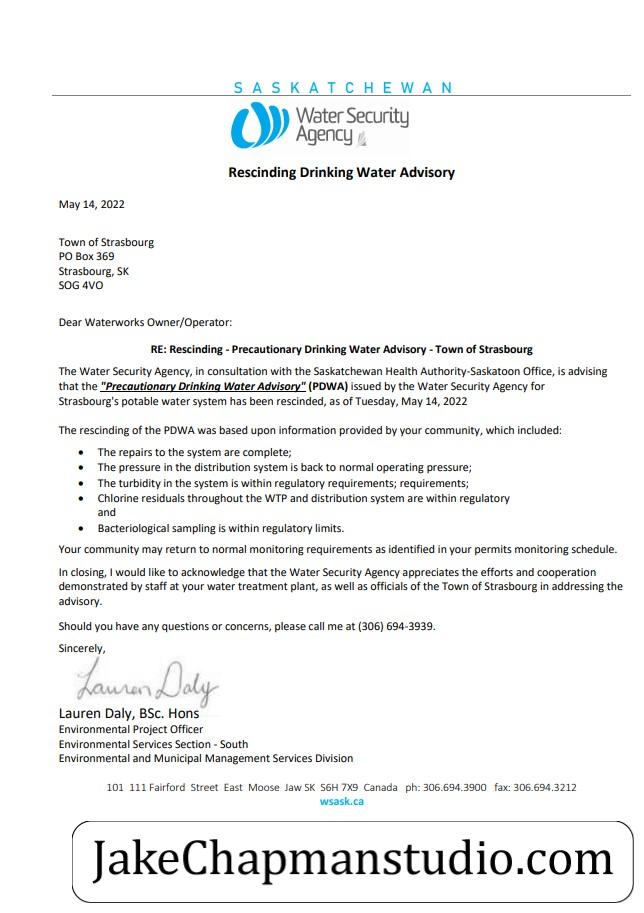 SASKATCHEWAN
Water Security
Agency
Rescinding Drinking Water Advisory
May 14, 2022
Town of Strasbourg
PO Box 369
Strasbourg, SK
SOG 4VO
Dear Waterworks Owner/Operator:
RE: Rescinding - Precautionary Drinking Water Advisory - Town of Strasbourg
The Water Security Agency, in consultation with the Saskatchewan Health Authority-Saskatoon Office, is advising
that the "Precautionary Drinking Water Advisory" (PDWA) issued by the Water Security Agency for
Strasbourg's potable water system has been rescinded, as of Tuesday, May 14, 2022
The rescinding of the PDWA was based upon information provided by your community, which included:
• The repairs to the system are complete;
• The pressure in the distribution system is back to normal operating pressure;
• The turbidity in the system is within regulatory requirements; requirements;
• Chlorine residuals throughout the WTP and distribution system are within regulatory
and
• Bacteriological sampling is within regulatory limits.
Your community may return to normal monitoring requirements as identified in your permits monitoring schedule.
In closing, I would like to acknowledge that the Water Security Agency appreciates the efforts and cooperation
demonstrated by staff at your water treatment plant, as well as officials of the Town of Strasbourg in addressing the
advisory.
Should you have any questions or concerns, please call me at (306) 694-3939.
Sincerely,
Lauren Daly
Lauren Daly, BSc. Hons
Environmental Project Officer
Environmental Services Section - South
Environmental and Municipal Management Services Division
101 111 Fairford Street East Moose Jaw SK S6H 7X9 Canada ph: 306.694.3900 fax: 306.694.3212
wsask.ca
JakeChapmanstudio.com